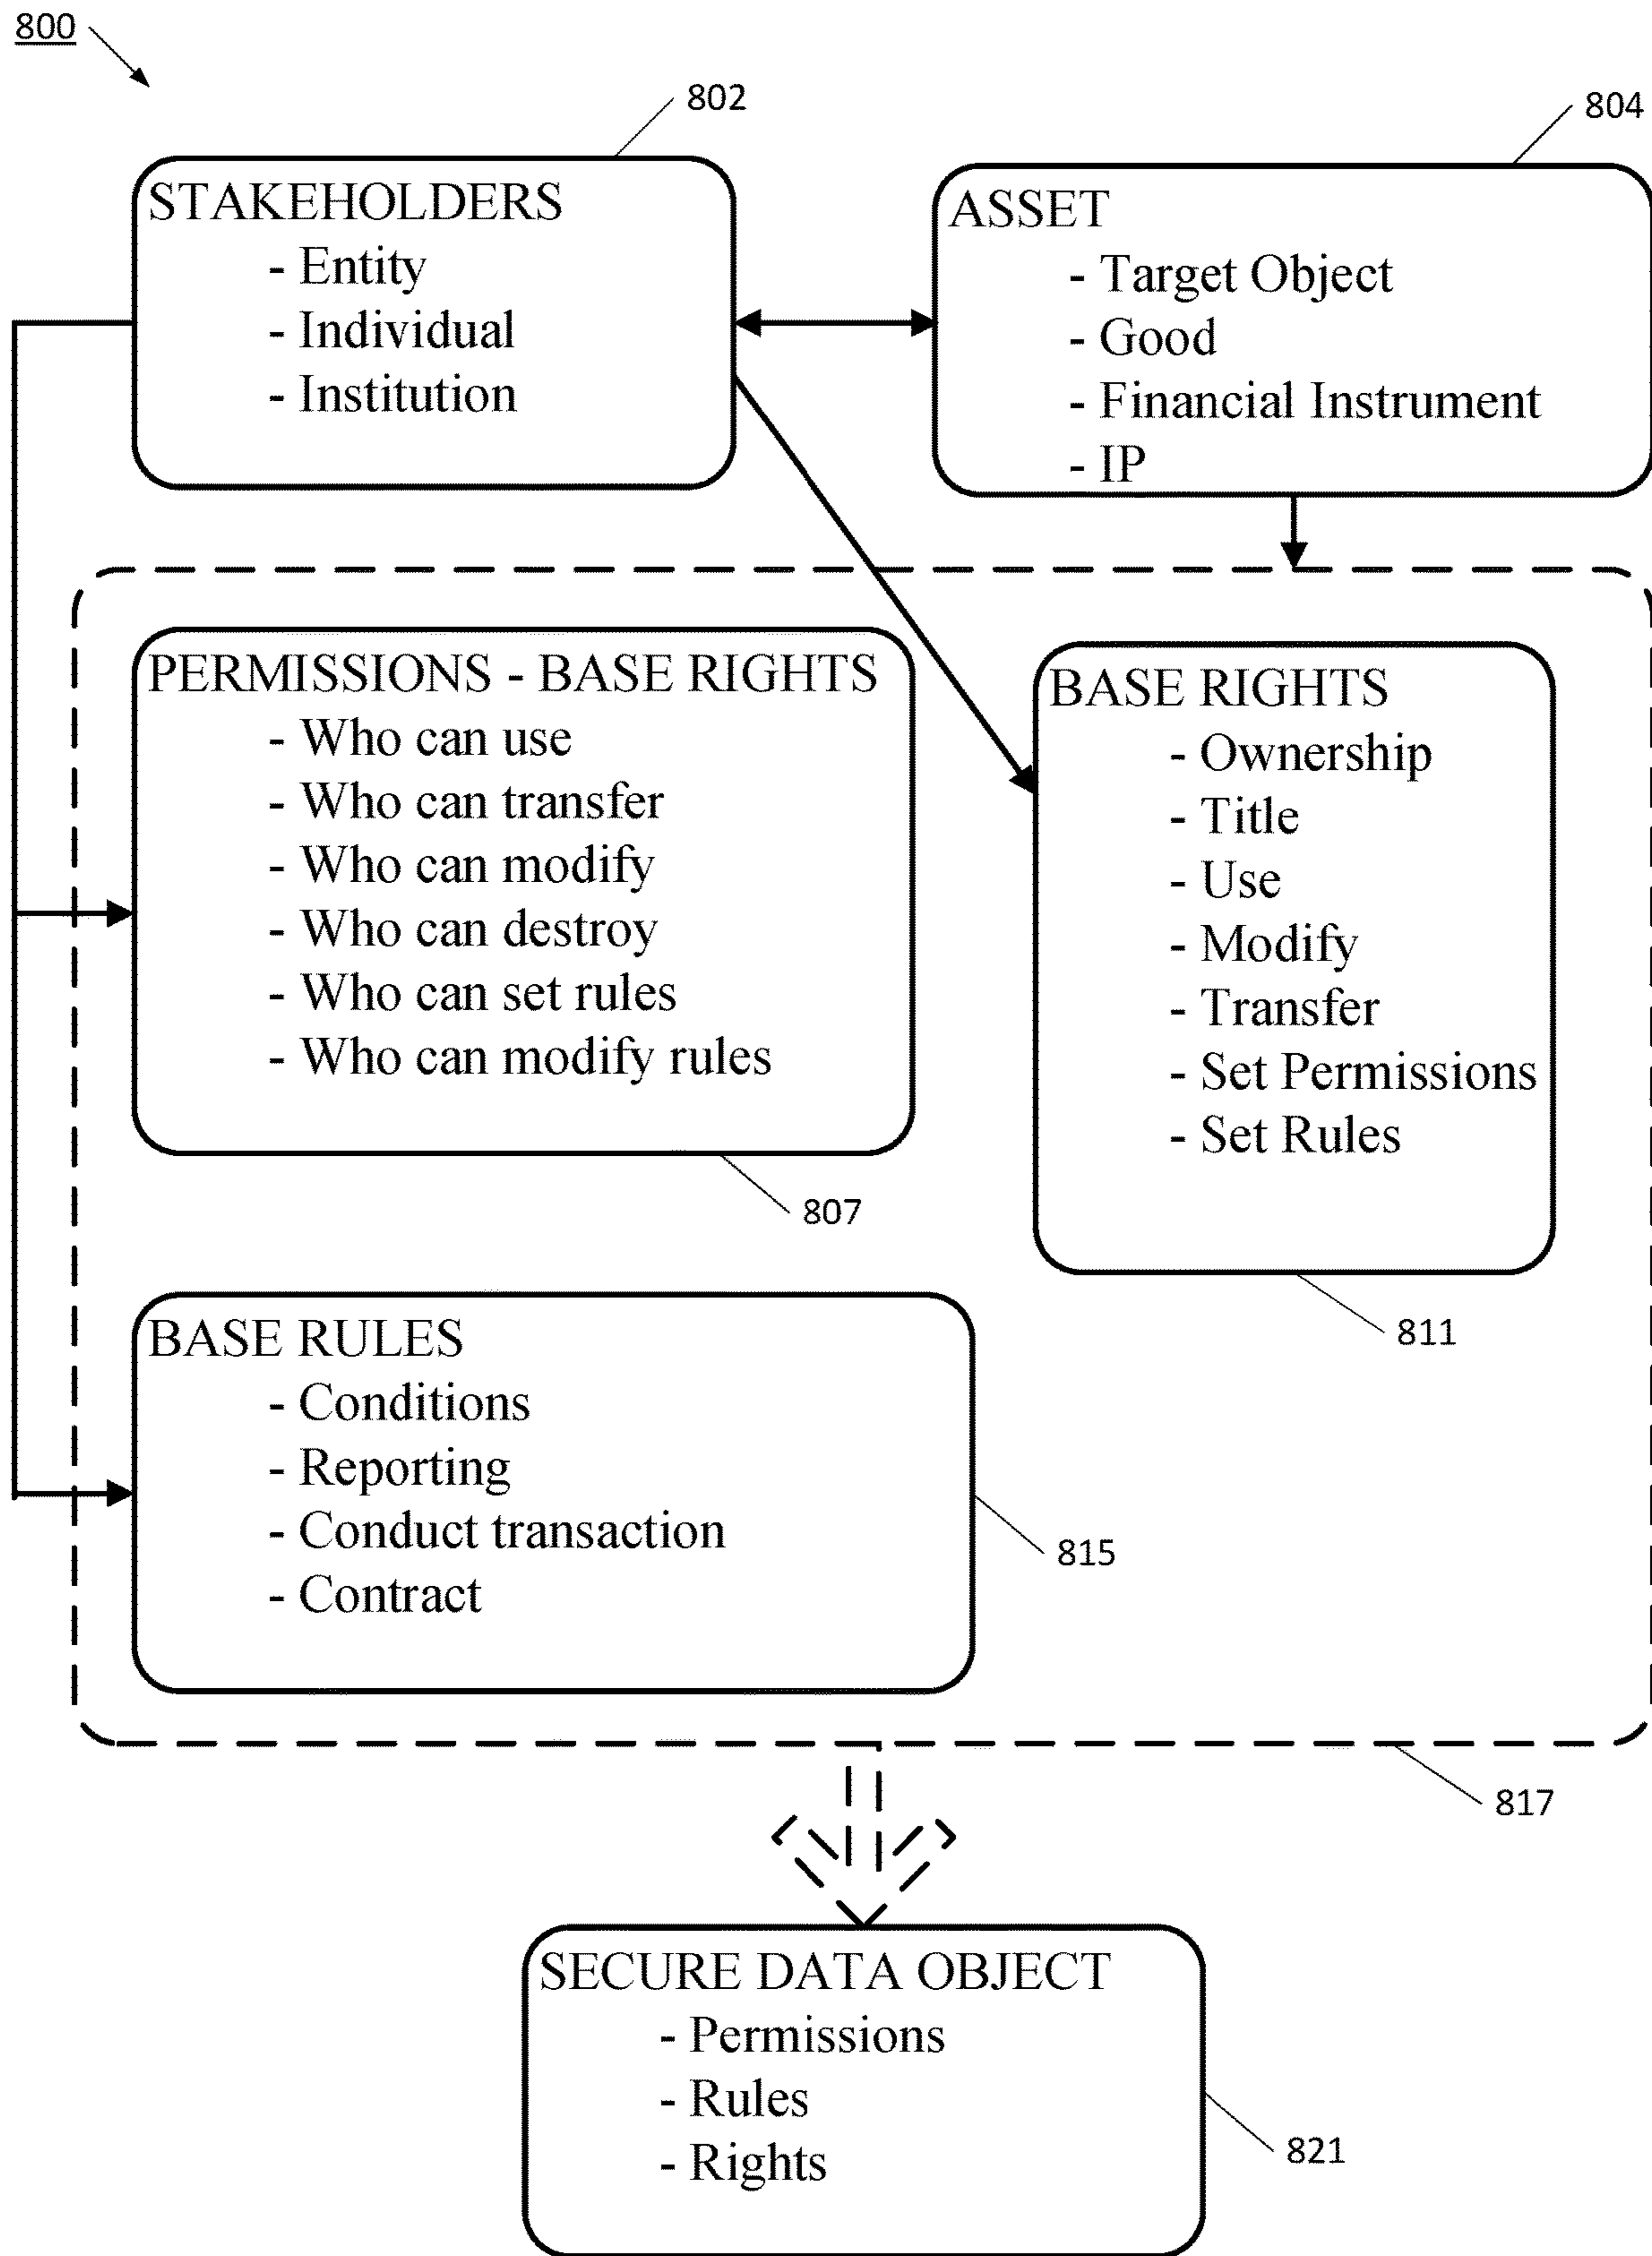 800
802
804
STAKEHOLDERS
- Entity
- Individual
- Institution
ASSET
- Target Object
- Good
- Financial Instrument
- IP
PERMISSIONS - BASE RIGHTS
- Who can use
- Who can transfer
- Who can modify
- Who can destroy
- Who can set rules
- Who can modify rules
807
BASE RIGHTS
- Ownership
- Title
- Use
- Modify
- Transfer
- Set Permissions
- Set Rules
811
BASE RULES
- Conditions
- Reporting
- Conduct transaction
- Contract
815
817
SECURE DATA OBJECT
- Permissions
- Rules
- Rights
821